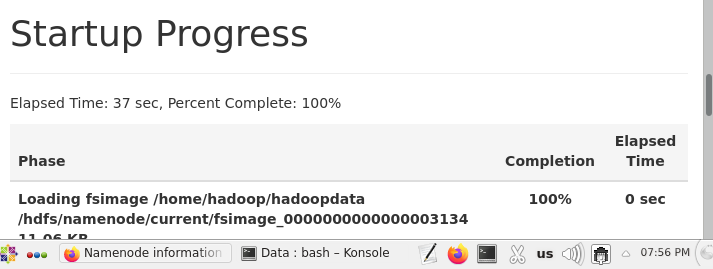 Startup Progress
Elapsed Time: 37 sec, Percent Complete: 100%
Elapsed
Phase Completion Time
Loading fsimage /home/hadoop/hadoopdata 100% 0 sec
/hdfs/namenode/current/fsimage_0000000000000003134
11.06 KB
Namenode information Data : bash – Konsole us 07:56 PM